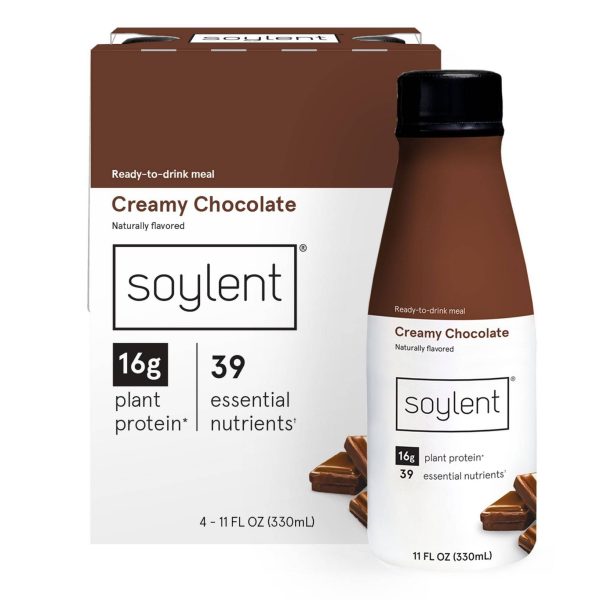 soylent
Ready-to-drink meal
Creamy Chocolate
Naturally flavored
soylent®
16g
plant
protein*
39
essential
nutrients†
4 - 11 FL OZ (330mL)
Ready-to-drink meal
Creamy Chocolate
Naturally flavored
soylent®
16g plant protein*
39 essential nutrients†
11 FL OZ (330mL)